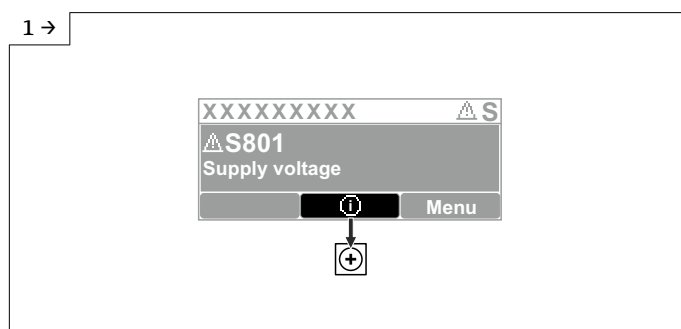 1 →
XXXXXXXXX ⚠ S
⚠ S801
Supply voltage
ⓘ Menu
+